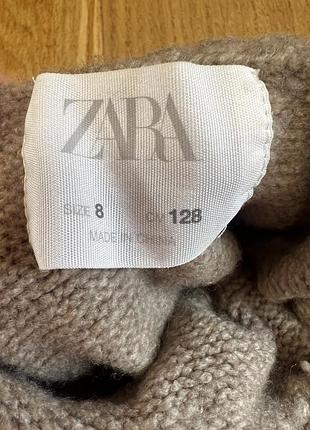 ZARA
SIZE 8 CM 128
MADE IN CHINA